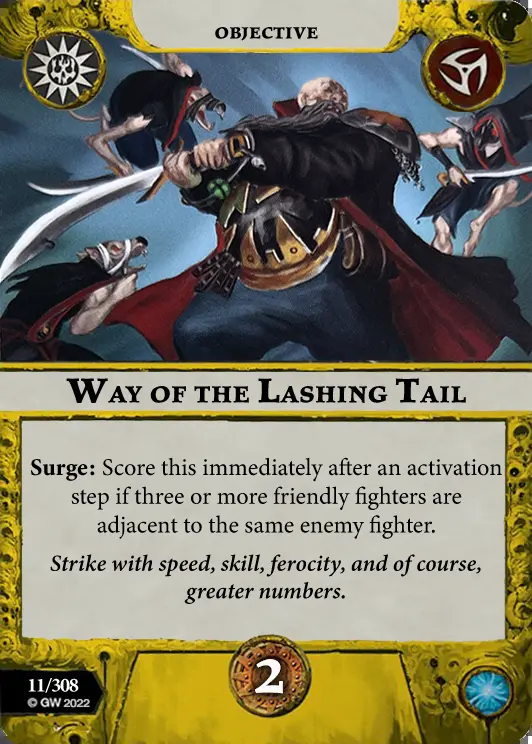 OBJECTIVE
WAY OF THE LASHING TAIL
Surge: Score this immediately after an activation
step if three or more friendly fighters are
adjacent to the same enemy fighter.
Strike with speed, skill, ferocity, and of course,
greater numbers.
2
11/308
© GW 2022